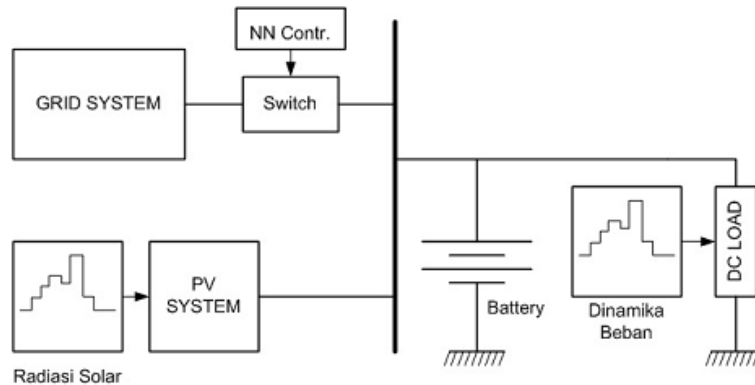 NN Contr.
GRID SYSTEM
Switch
DC LOAD
PV
SYSTEM
Battery
Dinamika
Beban
Radiasi Solar